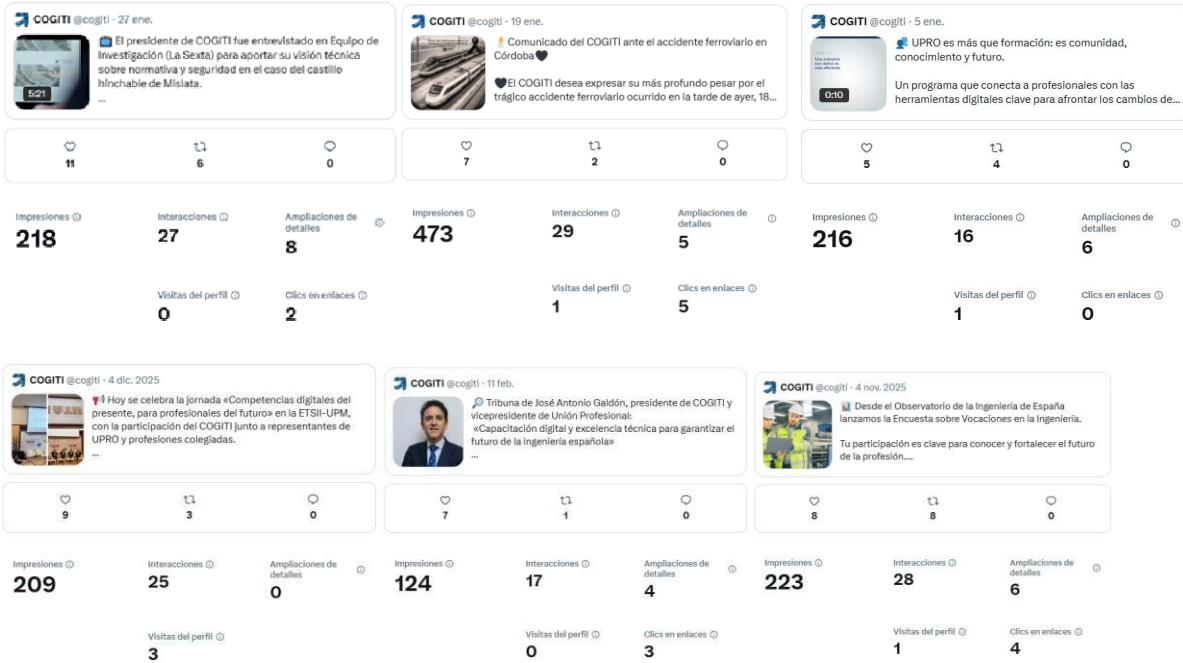 COGITI @cogiti · 27 ene.
El presidente de COGITI fue entrevistado en Equipo de
Investigación (La Sexta) para aportar su visión técnica
sobre normativa y seguridad en el caso del castillo
hinchable de Mislata.
...
5:21
11 6 0
Impresiones
218
Interacciones
27
Ampliaciones de
detalles
8
Visitas del perfil
0
Clics en enlaces
2
COGITI @cogiti · 19 ene.
Comunicado del COGITI ante el accidente ferroviario en
Córdoba🖤
🖤El COGITI desea expresar su más profundo pesar por el
trágico accidente ferroviario ocurrido en la tarde de ayer, 18...
7 2 0
Impresiones
473
Interacciones
29
Ampliaciones de
detalles
5
Visitas del perfil
1
Clics en enlaces
5
COGITI @cogiti · 5 ene.
UPRO es más que formación: es comunidad,
conocimiento y futuro.
Un programa que conecta a profesionales con las
herramientas digitales clave para afrontar los cambios de...
0:10
5 4 0
Impresiones
216
Interacciones
16
Ampliaciones de
detalles
6
Visitas del perfil
1
Clics en enlaces
0
COGITI @cogiti · 4 dic. 2025
Hoy se celebra la jornada «Competencias digitales del
presente, para profesionales del futuro» en la ETSII-UPM,
con la participación del COGITI junto a representantes de
UPRO y profesiones colegiadas.
...
9 3 0
Impresiones
209
Interacciones
25
Ampliaciones de
detalles
0
Visitas del perfil
3
COGITI @cogiti · 11 feb.
Tribuna de José Antonio Galdón, presidente de COGITI y
vicepresidente de Unión Profesional:
«Capacitación digital y excelencia técnica para garantizar el
futuro de la ingeniería española»
...
7 1 0
Impresiones
124
Interacciones
17
Ampliaciones de
detalles
4
Visitas del perfil
0
Clics en enlaces
3
COGITI @cogiti · 4 nov. 2025
Desde el Observatorio de la Ingeniería de España
lanzamos la Encuesta sobre Vocaciones en la Ingeniería.
Tu participación es clave para conocer y fortalecer el futuro
de la profesión....
8 8 0
Impresiones
223
Interacciones
28
Ampliaciones de
detalles
6
Visitas del perfil
1
Clics en enlaces
4